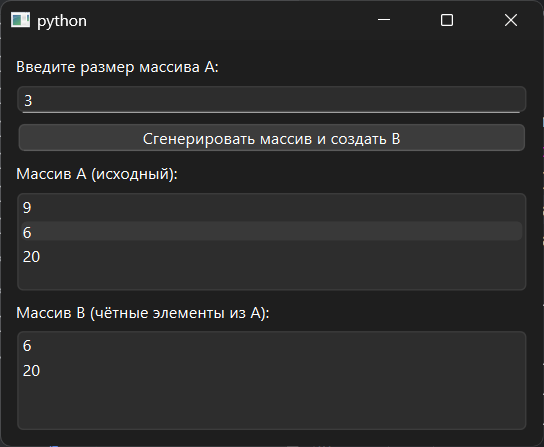 python
Введите размер массива A:
3
Сгенерировать массив и создать B
Массив A (исходный):
9
6
20
Массив B (чётные элементы из A):
6
20